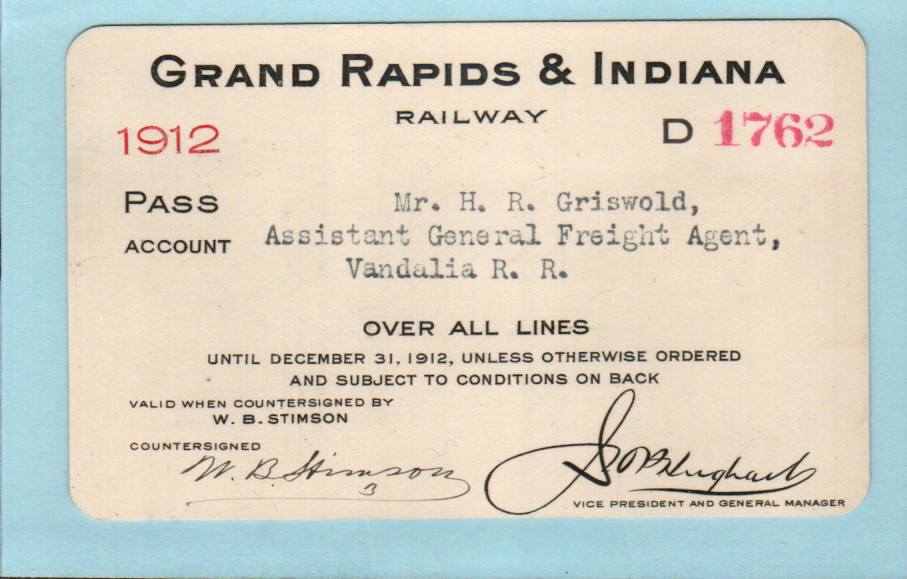 GRAND RAPIDS & INDIANA
RAILWAY
1912
D 1762
PASS
ACCOUNT
Mr. H. R. Griswold,
Assistant General Freight Agent,
Vandalia R. R.
OVER ALL LINES
UNTIL DECEMBER 31, 1912, UNLESS OTHERWISE ORDERED
AND SUBJECT TO CONDITIONS ON BACK
VALID WHEN COUNTERSIGNED BY
W. B. STIMSON
COUNTERSIGNED
W. B. Stimson
3
VICE PRESIDENT AND GENERAL MANAGER